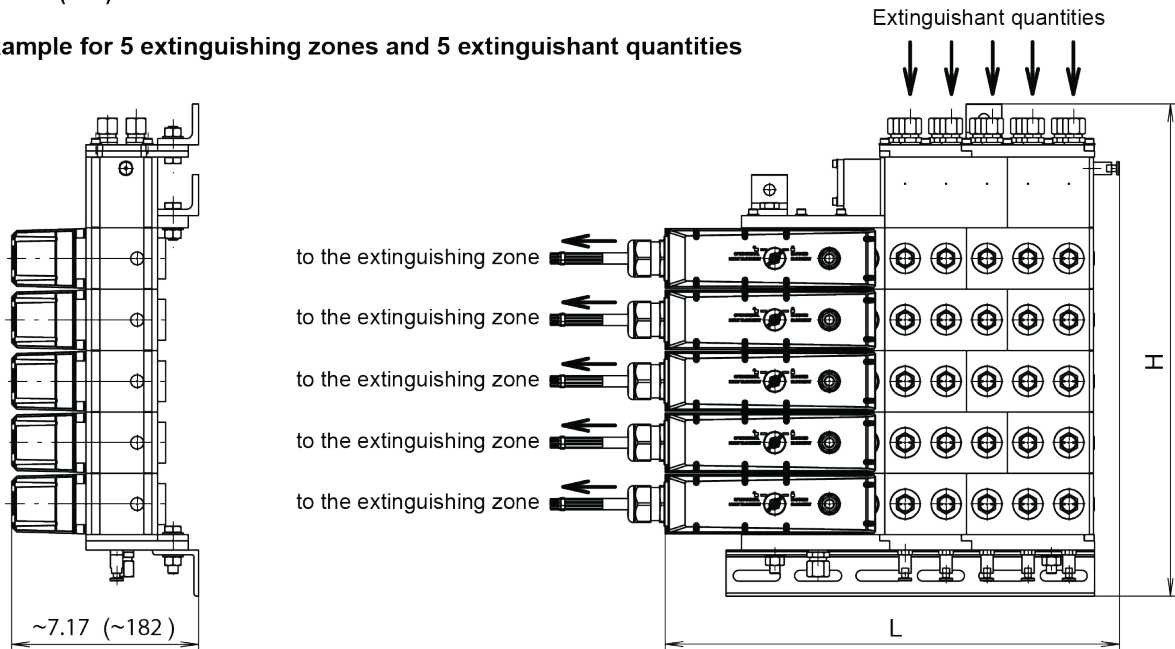 Extinguishant quantities
ample for 5 extinguishing zones and 5 extinguishant quantities
to the extinguishing zone
to the extinguishing zone
to the extinguishing zone
to the extinguishing zone
to the extinguishing zone
H
L
~7.17 (~182 )